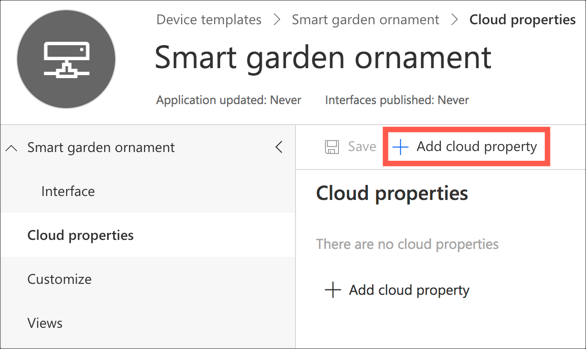 Device templates > Smart garden ornament > Cloud properties
Smart garden ornament
Application updated: Never Interfaces published: Never
Smart garden ornament
Save + Add cloud property
Interface
Cloud properties
Customize
Views
Cloud properties
There are no cloud properties
+ Add cloud property